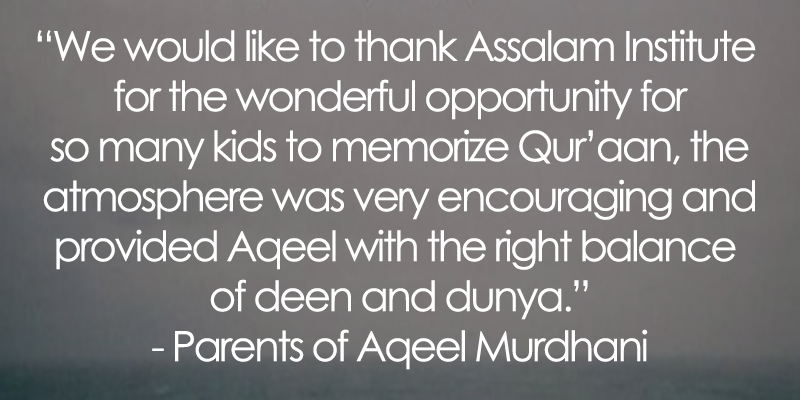 “We would like to thank Assalam Institute
for the wonderful opportunity for
so many kids to memorize Qur’aan, the
atmosphere was very encouraging and
provided Aqeel with the right balance
of deen and dunya.”
- Parents of Aqeel Murdhani